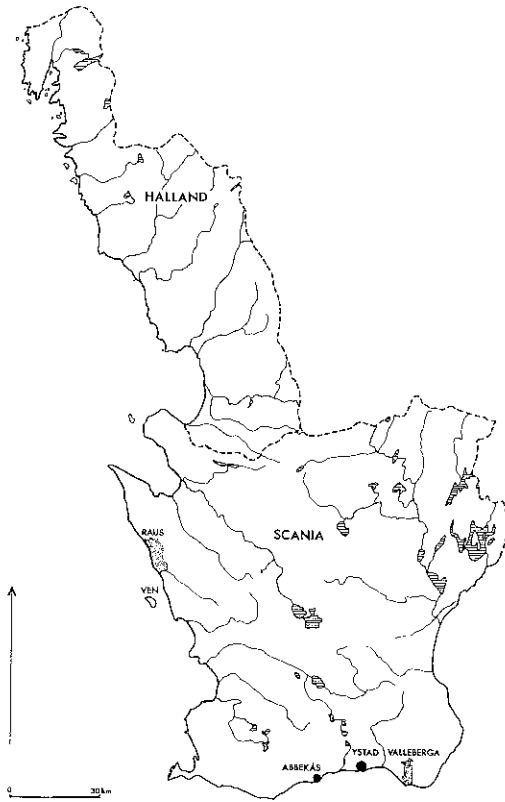 HALLAND
SCANIA
RAUS
VEN
YSTAD
VALLEBERGA
ABBEKÅS
0 30 km